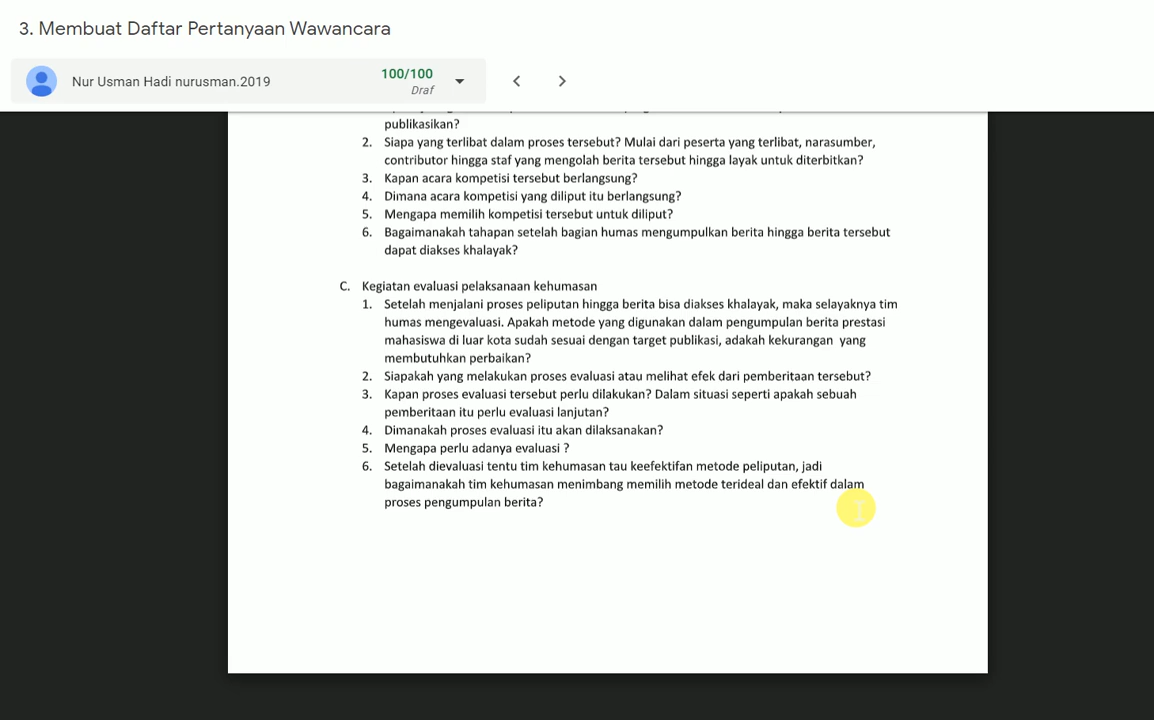 3. Membuat Daftar Pertanyaan Wawancara
Nur Usman Hadi nurusman.2019
100/100
Draf
publikasikan?
2. Siapa yang terlibat dalam proses tersebut? Mulai dari peserta yang terlibat, narasumber,
contributor hingga staf yang mengolah berita tersebut hingga layak untuk diterbitkan?
3. Kapan acara kompetisi tersebut berlangsung?
4. Dimana acara kompetisi yang diliput itu berlangsung?
5. Mengapa memilih kompetisi tersebut untuk diliput?
6. Bagaimanakah tahapan setelah bagian humas mengumpulkan berita hingga berita tersebut
dapat diakses khalayak?
C. Kegiatan evaluasi pelaksanaan kehumasan
1. Setelah menjalani proses peliputan hingga berita bisa diakses khalayak, maka selayaknya tim
humas mengevaluasi. Apakah metode yang digunakan dalam pengumpulan berita prestasi
mahasiswa di luar kota sudah sesuai dengan target publikasi, adakah kekurangan yang
membutuhkan perbaikan?
2. Siapakah yang melakukan proses evaluasi atau melihat efek dari pemberitaan tersebut?
3. Kapan proses evaluasi tersebut perlu dilakukan? Dalam situasi seperti apakah sebuah
pemberitaan itu perlu evaluasi lanjutan?
4. Dimanakah proses evaluasi itu akan dilaksanakan?
5. Mengapa perlu adanya evaluasi ?
6. Setelah dievaluasi tentu tim kehumasan tau keefektifan metode peliputan, jadi
bagaimanakah tim kehumasan menimbang memilih metode terideal dan efektif dalam
proses pengumpulan berita?